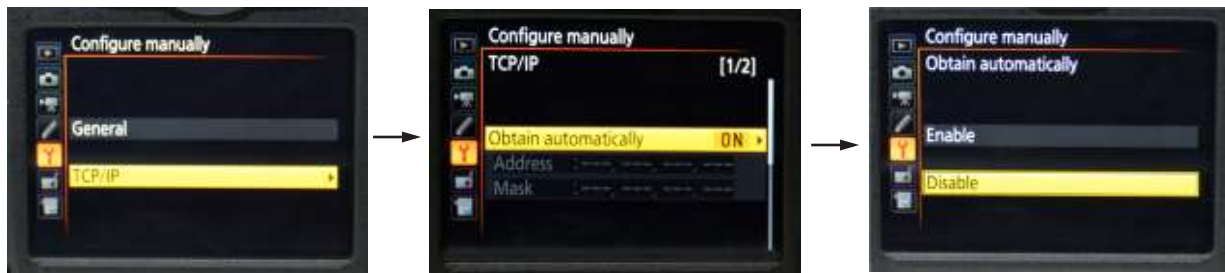 Configure manually
General
TCP/IP
Configure manually
TCP/IP [1/2]
Obtain automatically ON
Address : ---. ---. ---. ---
Mask : ---. ---. ---. ---
Configure manually
Obtain automatically
Enable
Disable